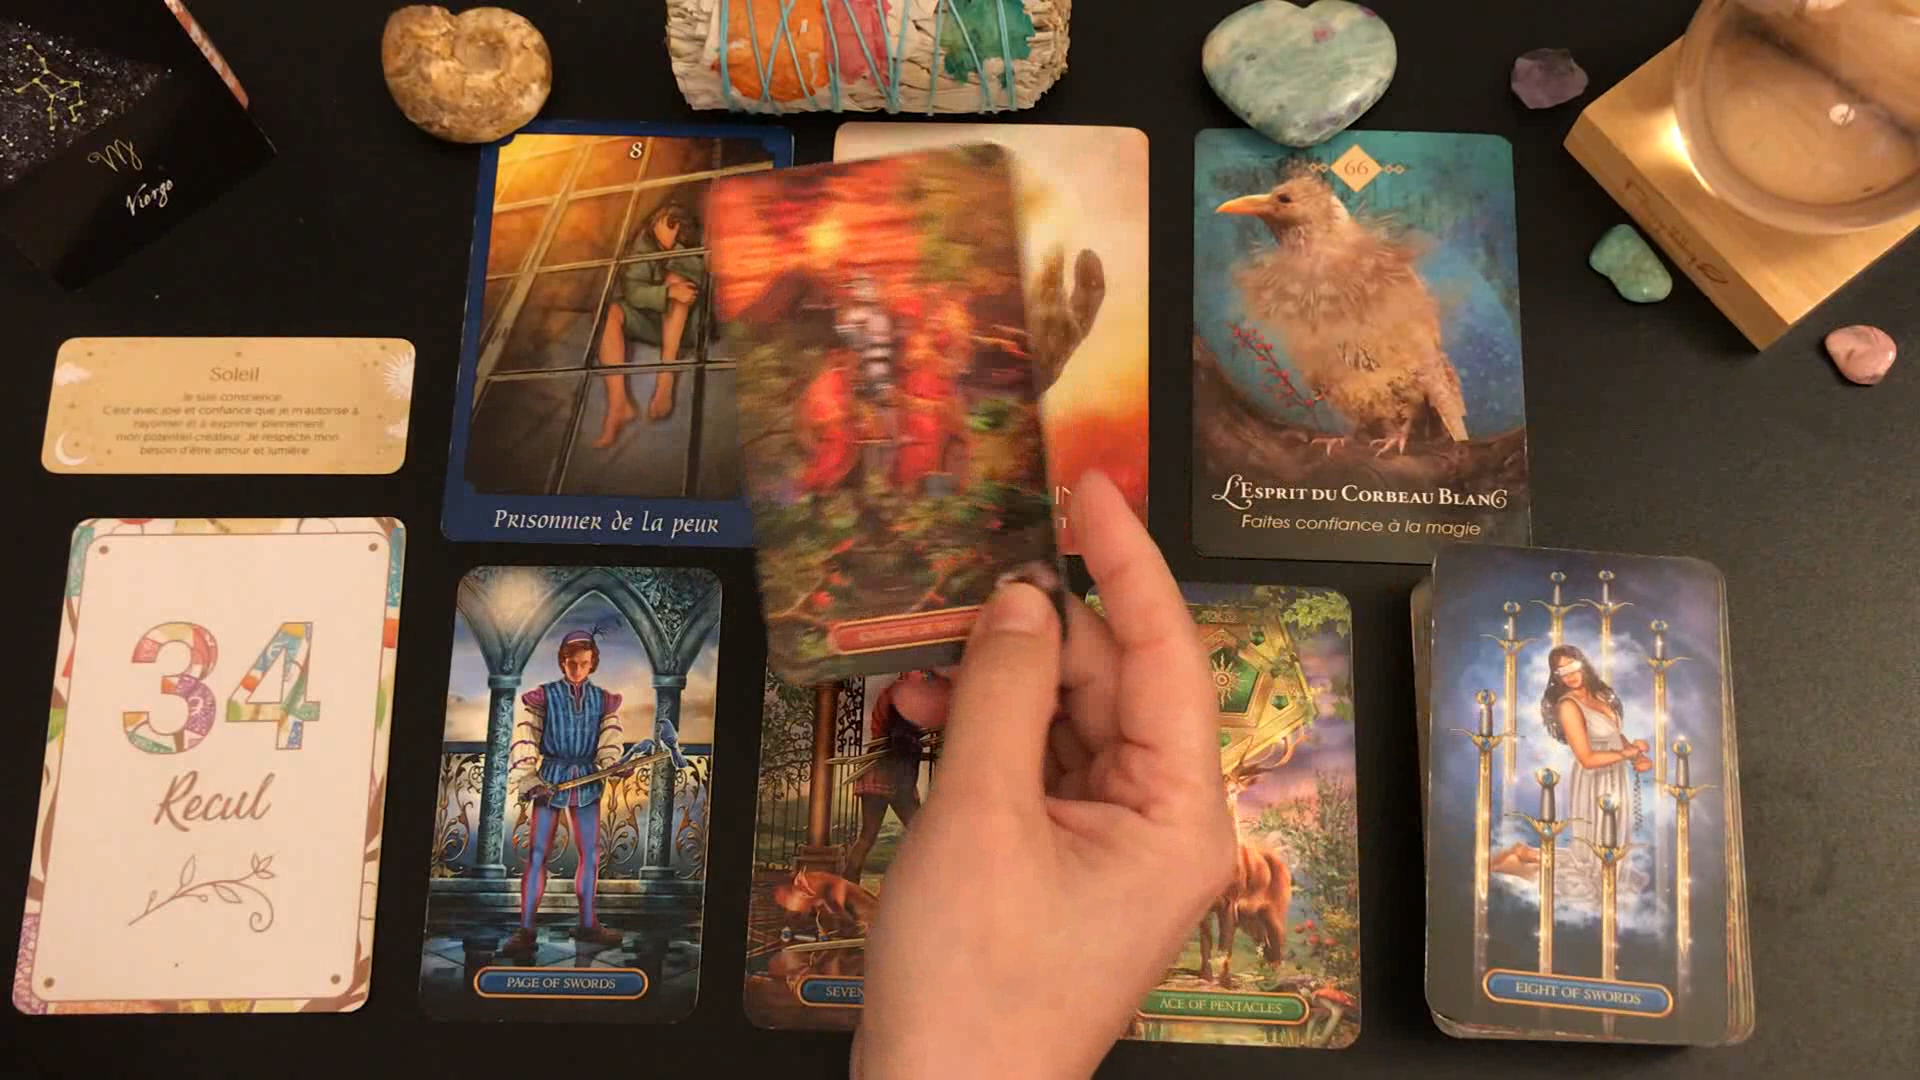 Vierge
8
66
Soleil
Je suis conscience
C'est avec joie et confiance que je m'autorise à
rayonner et à exprimer pleinement
mon potentiel créateur. Je respecte mon
besoin d'être amour et lumière
Prisonnier de la peur
L'Esprit du Corbeau Blanc
Faites confiance à la magie
34
Recul
PAGE OF SWORDS
SEVEN
ACE OF PENTACLES
EIGHT OF SWORDS